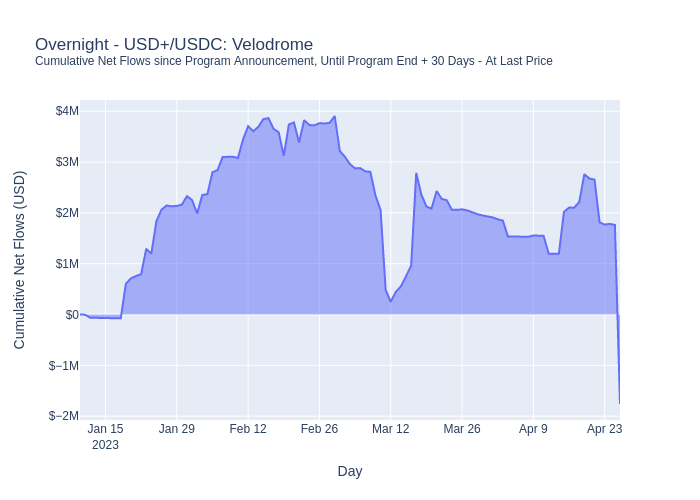 Overnight - USD+/USDC: Velodrome
Cumulative Net Flows since Program Announcement, Until Program End + 30 Days - At Last Price
Cumulative Net Flows (USD)
$4M
$3M
$2M
$1M
$0
$−1M
$−2M
Jan 15 Jan 29 Feb 12 Feb 26 Mar 12 Mar 26 Apr 9 Apr 23
2023
Day